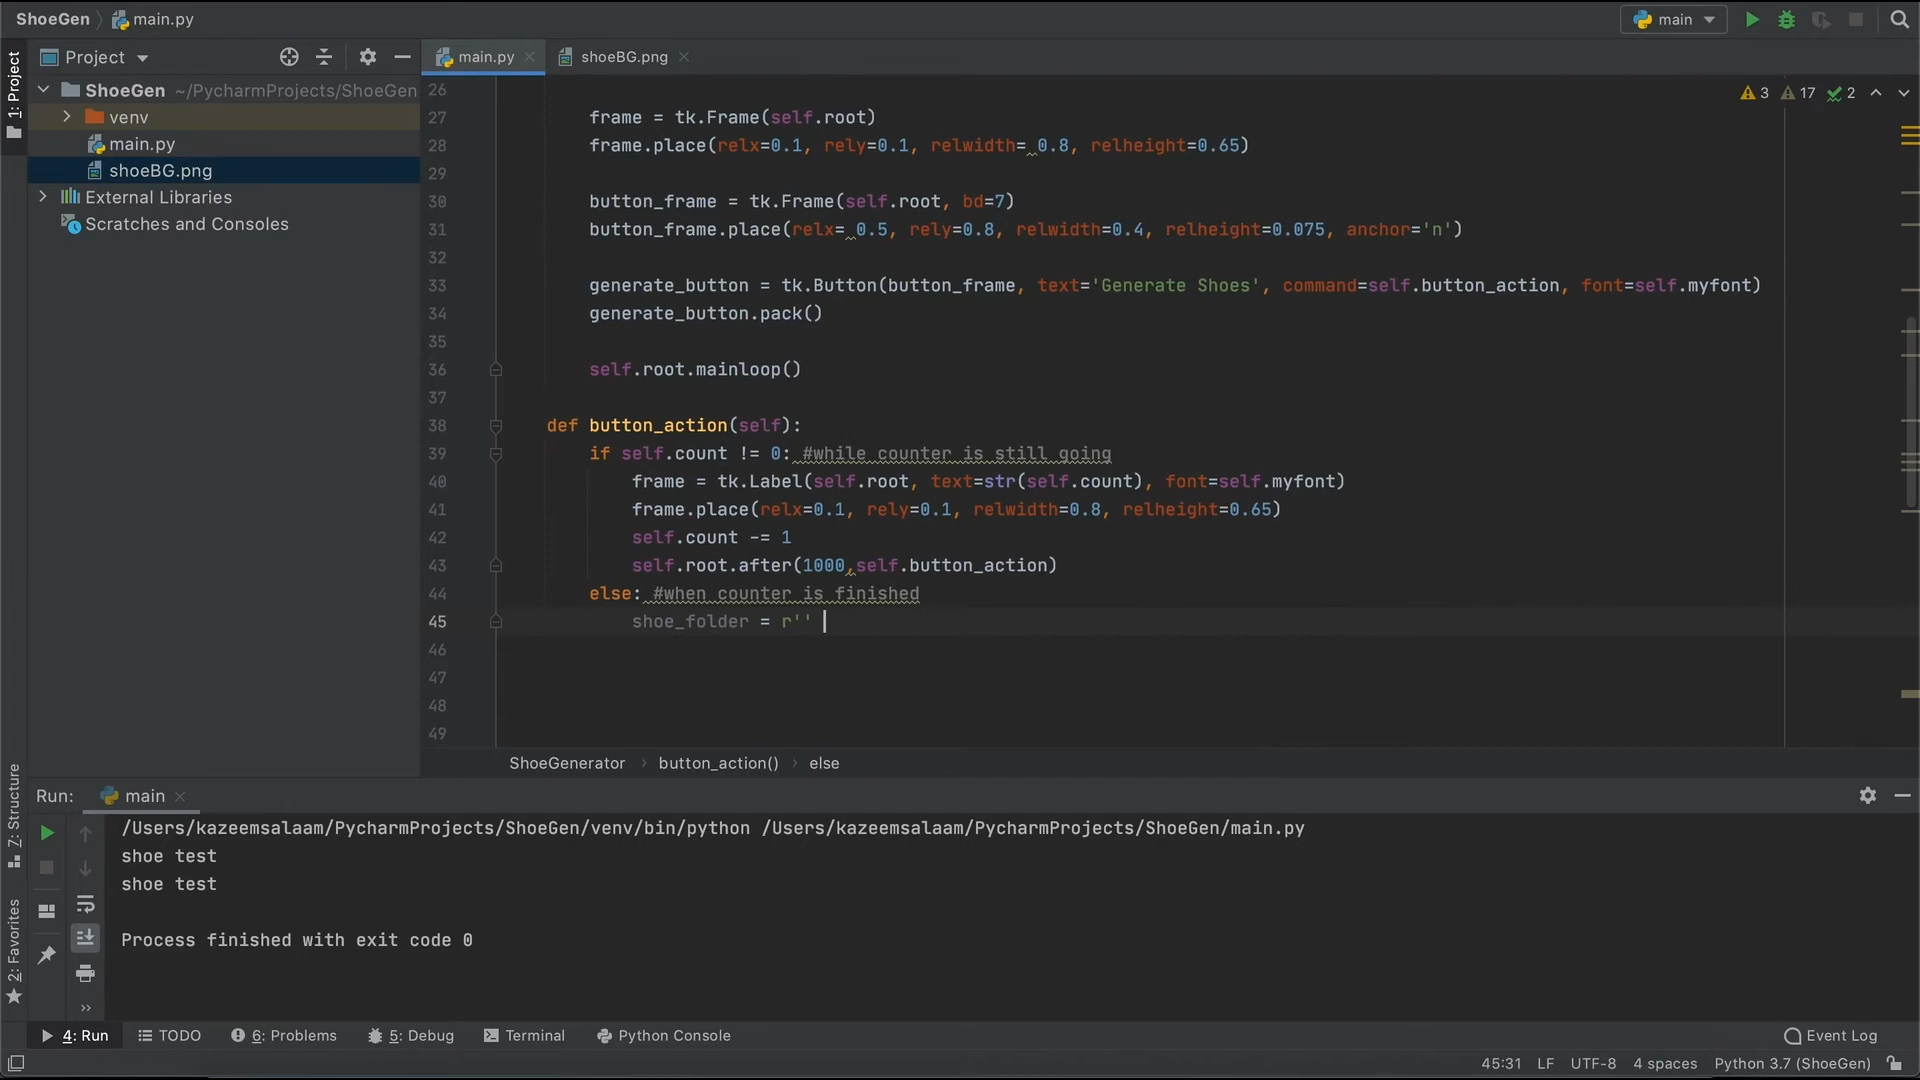 ShoeGen main.py
main
Project
main.py
shoeBG.png
1: Project
ShoeGen ~/PycharmProjects/ShoeGen
venv
main.py
shoeBG.png
External Libraries
Scratches and Consoles
3 17 2
26
27 frame = tk.Frame(self.root)
28 frame.place(relx=0.1, rely=0.1, relwidth= 0.8, relheight=0.65)
29
30 button_frame = tk.Frame(self.root, bd=7)
31 button_frame.place(relx= 0.5, rely=0.8, relwidth=0.4, relheight=0.075, anchor='n')
32
33 generate_button = tk.Button(button_frame, text='Generate Shoes', command=self.button_action, font=self.myfont)
34 generate_button.pack()
35
36 self.root.mainloop()
37
38 def button_action(self):
39 if self.count != 0: #while counter is still going
40 frame = tk.Label(self.root, text=str(self.count), font=self.myfont)
41 frame.place(relx=0.1, rely=0.1, relwidth=0.8, relheight=0.65)
42 self.count -= 1
43 self.root.after(1000,self.button_action)
44 else: #when counter is finished
45 shoe_folder = r''
46
47
48
49
ShoeGenerator button_action() else
7: Structure
2: Favorites
Run: main
/Users/kazeemsalaam/PycharmProjects/ShoeGen/venv/bin/python /Users/kazeemsalaam/PycharmProjects/ShoeGen/main.py
shoe test
shoe test
Process finished with exit code 0
4: Run TODO 6: Problems 5: Debug Terminal Python Console Event Log
45:31 LF UTF-8 4 spaces Python 3.7 (ShoeGen)